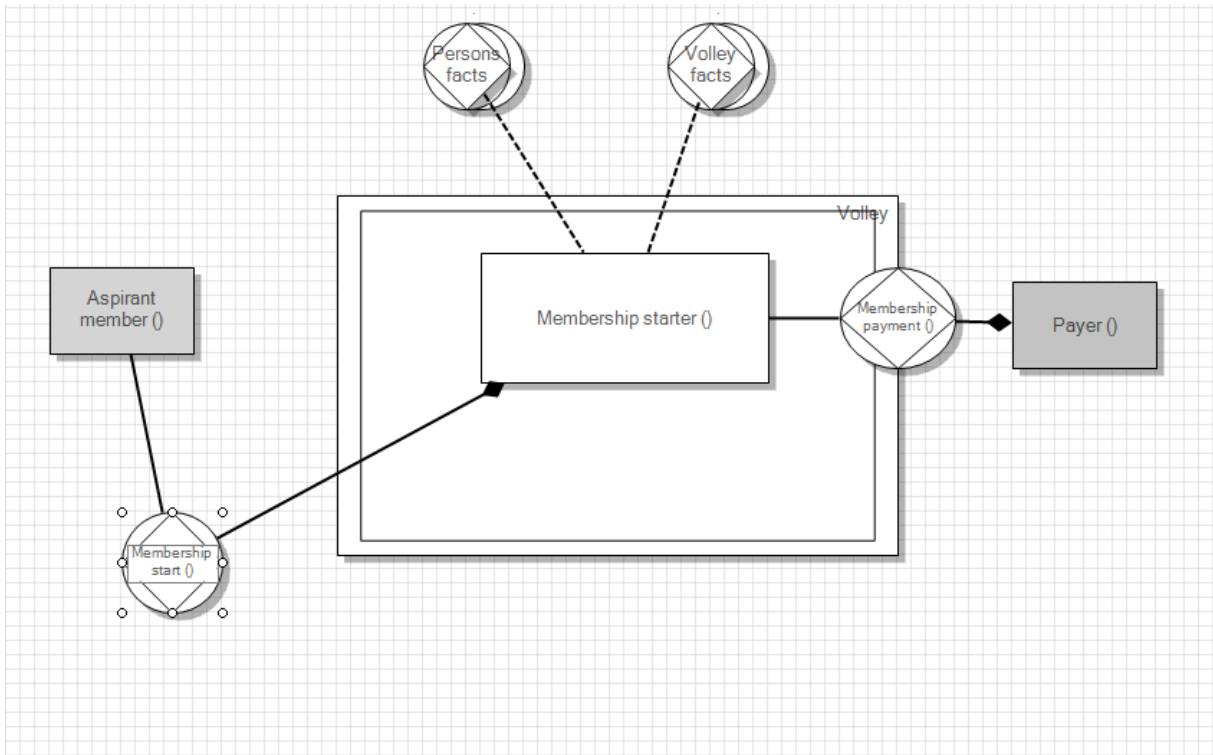 Persons
facts
Volley
facts
Volley
Aspirant
member ()
Membership starter ()
Membership
payment ()
Payer ()
Membership
start ()